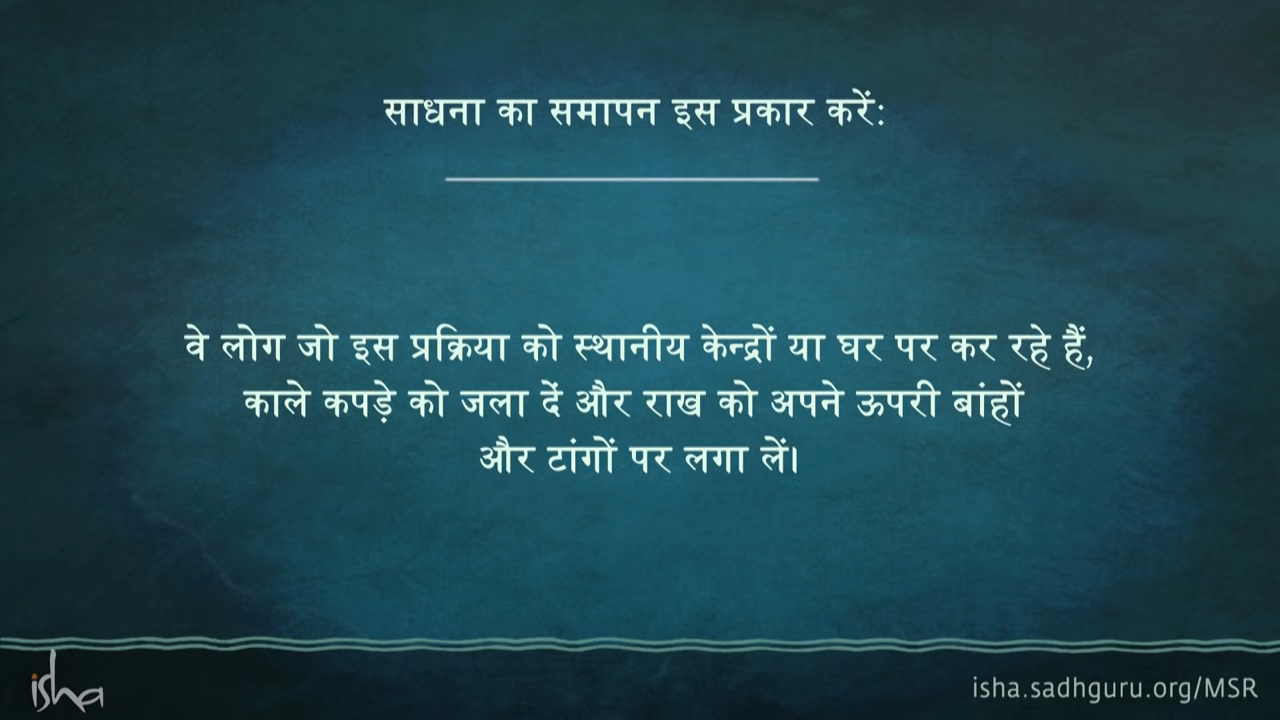 साधना का समापन इस प्रकार करें:
वे लोग जो इस प्रक्रिया को स्थानीय केन्द्रों या घर पर कर रहे हैं,
काले कपड़े को जला दें और राख को अपने ऊपरी बांहों
और टांगों पर लगा लें।
isha
isha.sadhguru.org/MSR